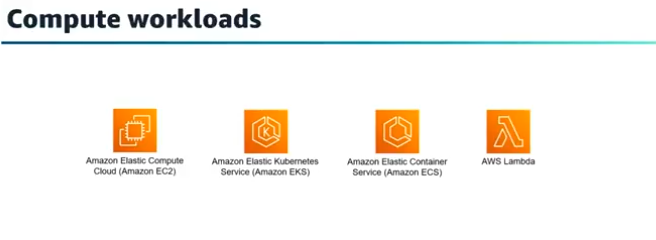 Compute workloads
Amazon Elastic Compute
Cloud (Amazon EC2)
Amazon Elastic Kubernetes
Service (Amazon EKS)
Amazon Elastic Container
Service (Amazon ECS)
AWS Lambda